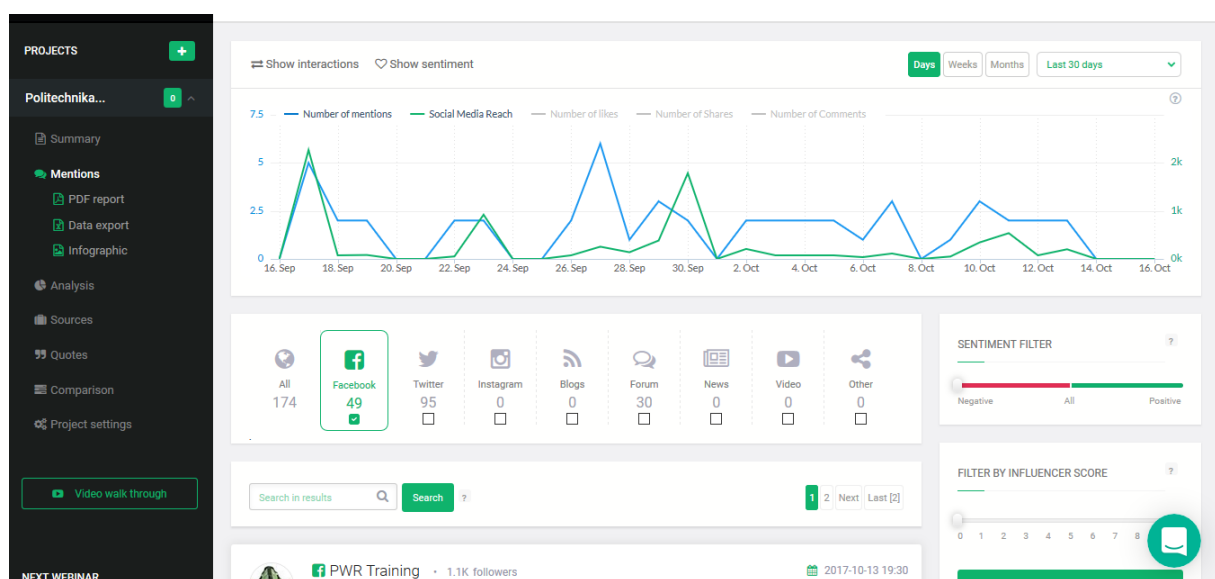 PROJECTS
+
Politechnika... 0
Summary
Mentions
PDF report
Data export
Infographic
Analysis
Sources
Quotes
Comparison
Project settings
Video walk through
NEXT WEBINAR
Show interactions Show sentiment
Days Weeks Months Last 30 days
?
7.5 Number of mentions Social Media Reach Number of likes Number of Shares Number of Comments
5 2k
2.5 1k
0 0k
16. Sep 18. Sep 20. Sep 22. Sep 24. Sep 26. Sep 28. Sep 30. Sep 2. Oct 4. Oct 6. Oct 8. Oct 10. Oct 12. Oct 14. Oct 16. Oct
All Facebook Twitter Instagram Blogs Forum News Video Other
174 49 95 0 0 30 0 0 0
SENTIMENT FILTER ?
Negative All Positive
Search in results Search ?
1 2 Next Last [2]
FILTER BY INFLUENCER SCORE ?
0 1 2 3 4 5 6 7 8
PWR Training • 1.1K followers 2017-10-13 19:30